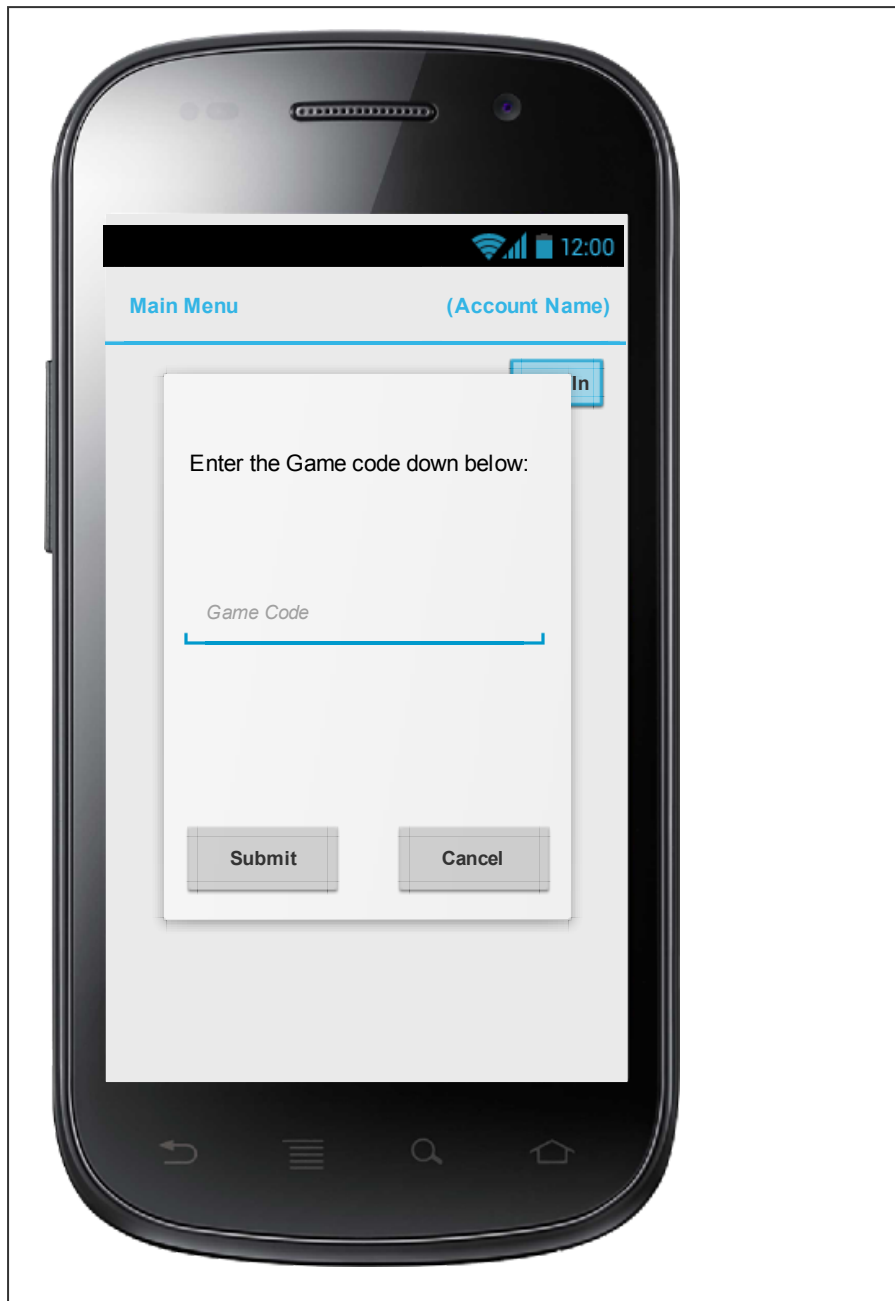 12:00
Main Menu (Account Name)
In
Enter the Game code down below:
Game Code
Submit Cancel